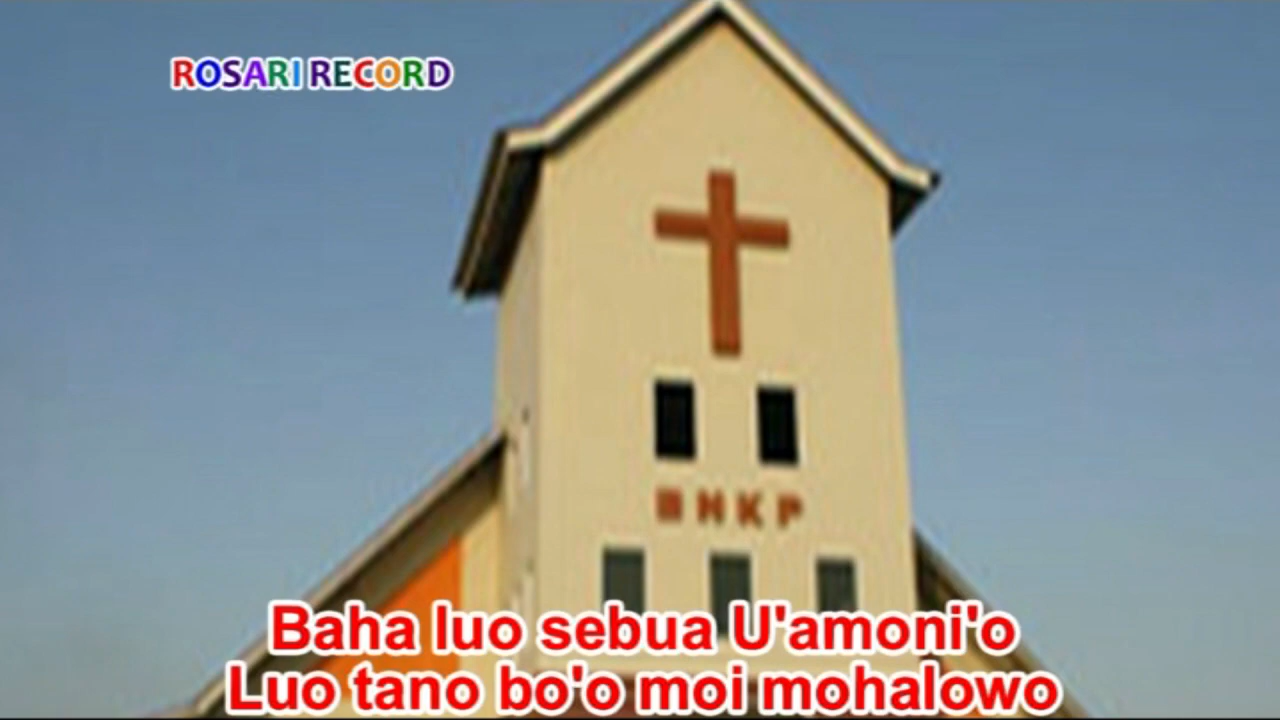 ROSARI RECORD
BNKP
Baha luo sebua U'amoni'o
Luo tano bo'o moi mohalowo